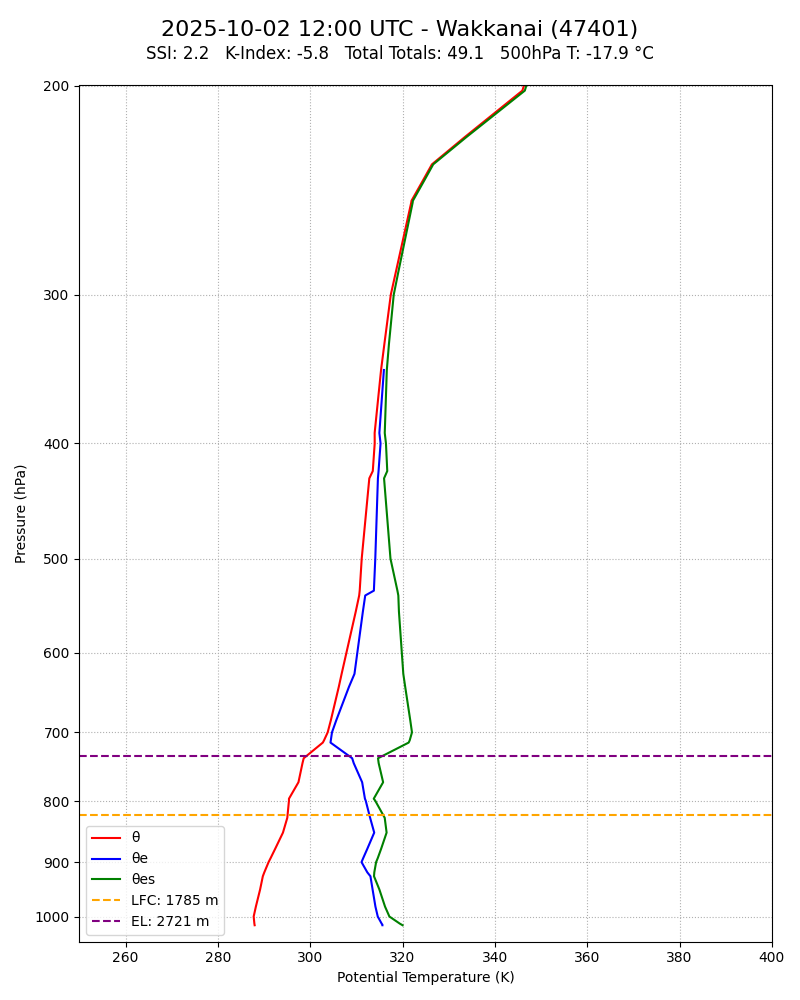 2025-10-02 12:00 UTC - Wakkanai (47401)
SSI: 2.2 K-Index: -5.8 Total Totals: 49.1 500hPa T: -17.9 °C
200
300
400
500
600
700
800
900
1000
Pressure (hPa)
θ
θe
θes
LFC: 1785 m
EL: 2721 m
260 280 300 320 340 360 380 400
Potential Temperature (K)